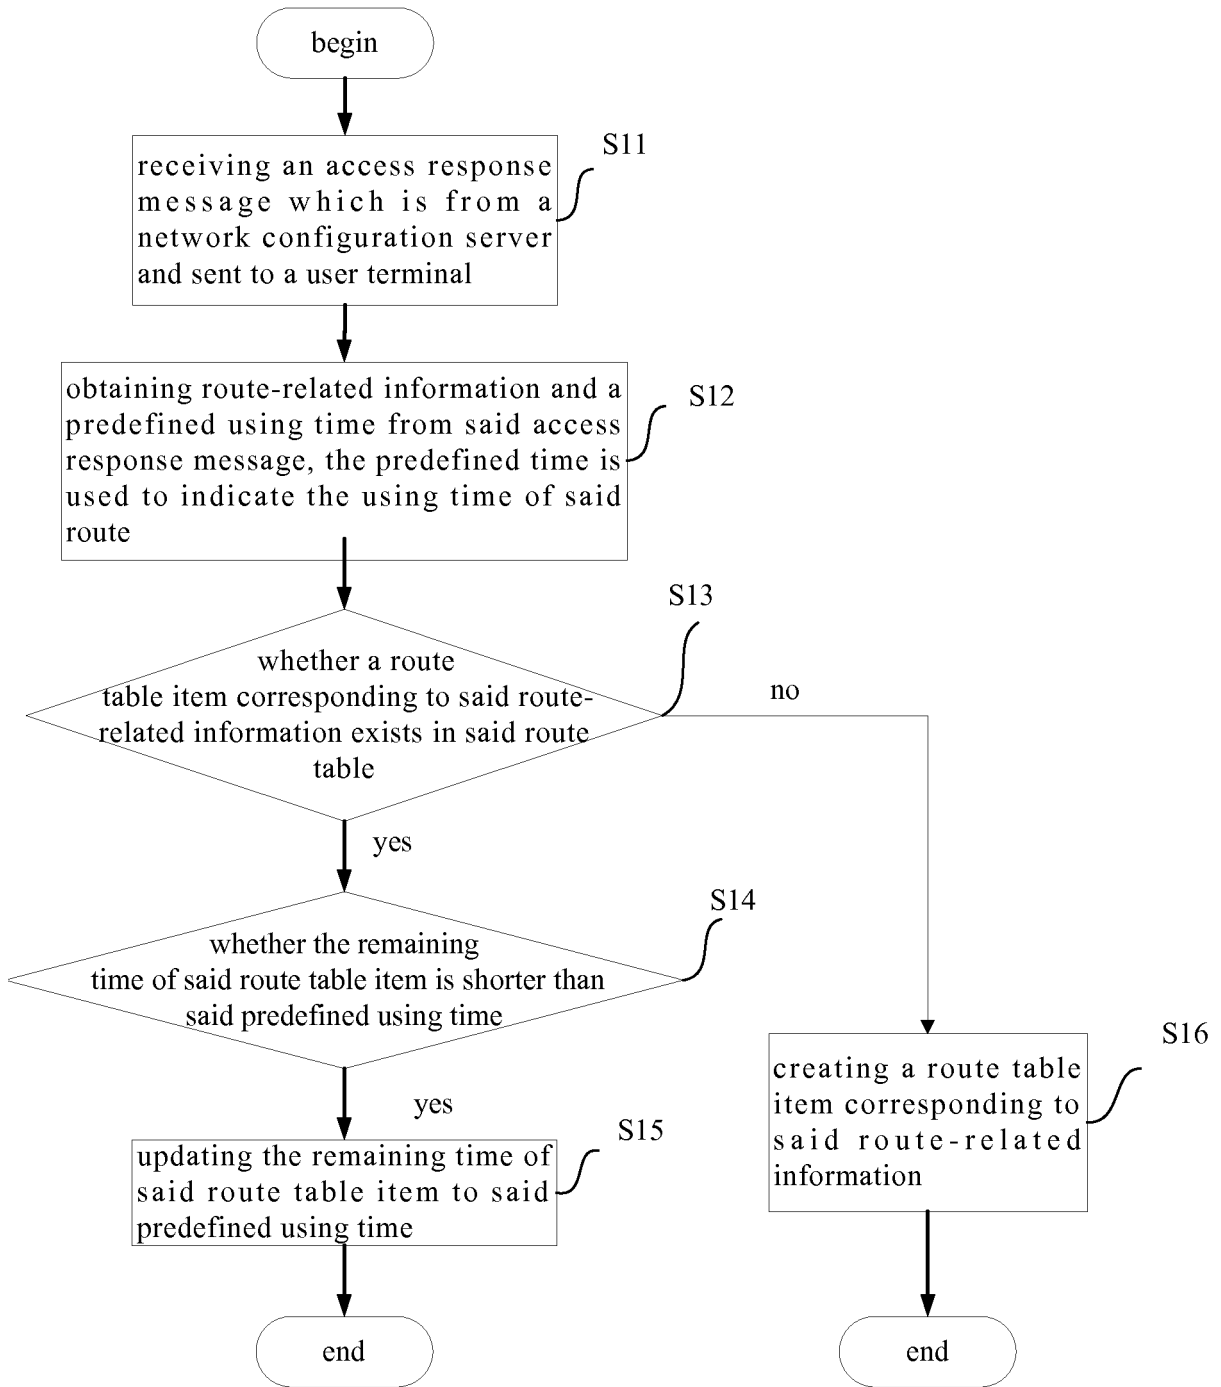 begin
S11
receiving an access response
message which is from a
network configuration server
and sent to a user terminal
S12
obtaining route-related information and a
predefined using time from said access
response message, the predefined time is
used to indicate the using time of said
route
S13
whether a route
table item corresponding to said route-
related information exists in said route
table
no
yes
S14
whether the remaining
time of said route table item is shorter than
said predefined using time
yes
S15
updating the remaining time of
said route table item to said
predefined using time
S16
creating a route table
item corresponding to
said route-related
information
end
end